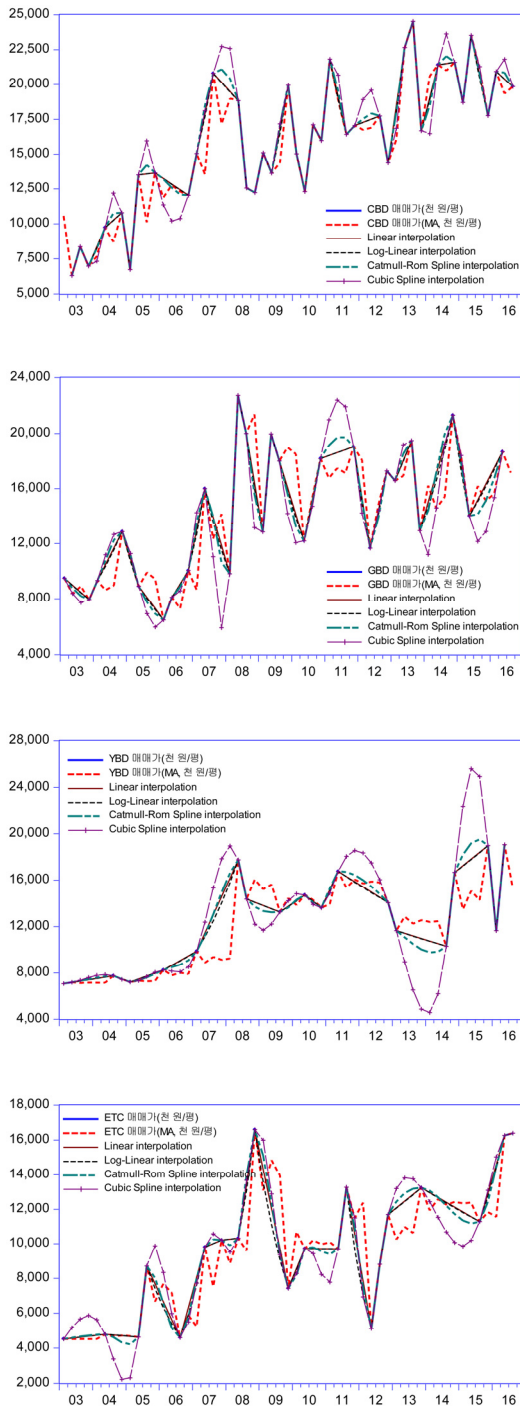 25,000
22,500
20,000
17,500
15,000
12,500
10,000
7,500
5,000
CBD 매매가(천 원/평)
CBD 매매가(MA, 천 원/평)
Linear interpolation
Log-Linear interpolation
Catmull-Rom Spline interpolation
Cubic Spline interpolation
03 04 05 06 07 08 09 10 11 12 13 14 15 16
24,000
20,000
16,000
12,000
8,000
4,000
GBD 매매가(천 원/평)
GBD 매매가(MA, 천 원/평)
Linear interpolation
Log-Linear interpolation
Catmull-Rom Spline interpolation
Cubic Spline interpolation
03 04 05 06 07 08 09 10 11 12 13 14 15 16
28,000
24,000
20,000
16,000
12,000
8,000
4,000
YBD 매매가(천 원/평)
YBD 매매가(MA, 천 원/평)
Linear interpolation
Log-Linear interpolation
Catmull-Rom Spline interpolation
Cubic Spline interpolation
03 04 05 06 07 08 09 10 11 12 13 14 15 16
18,000
16,000
14,000
12,000
10,000
8,000
6,000
4,000
2,000
ETC 매매가(천 원/평)
ETC 매매가(MA, 천 원/평)
Linear interpolation
Log-Linear interpolation
Catmull-Rom Spline interpolation
Cubic Spline interpolation
03 04 05 06 07 08 09 10 11 12 13 14 15 16